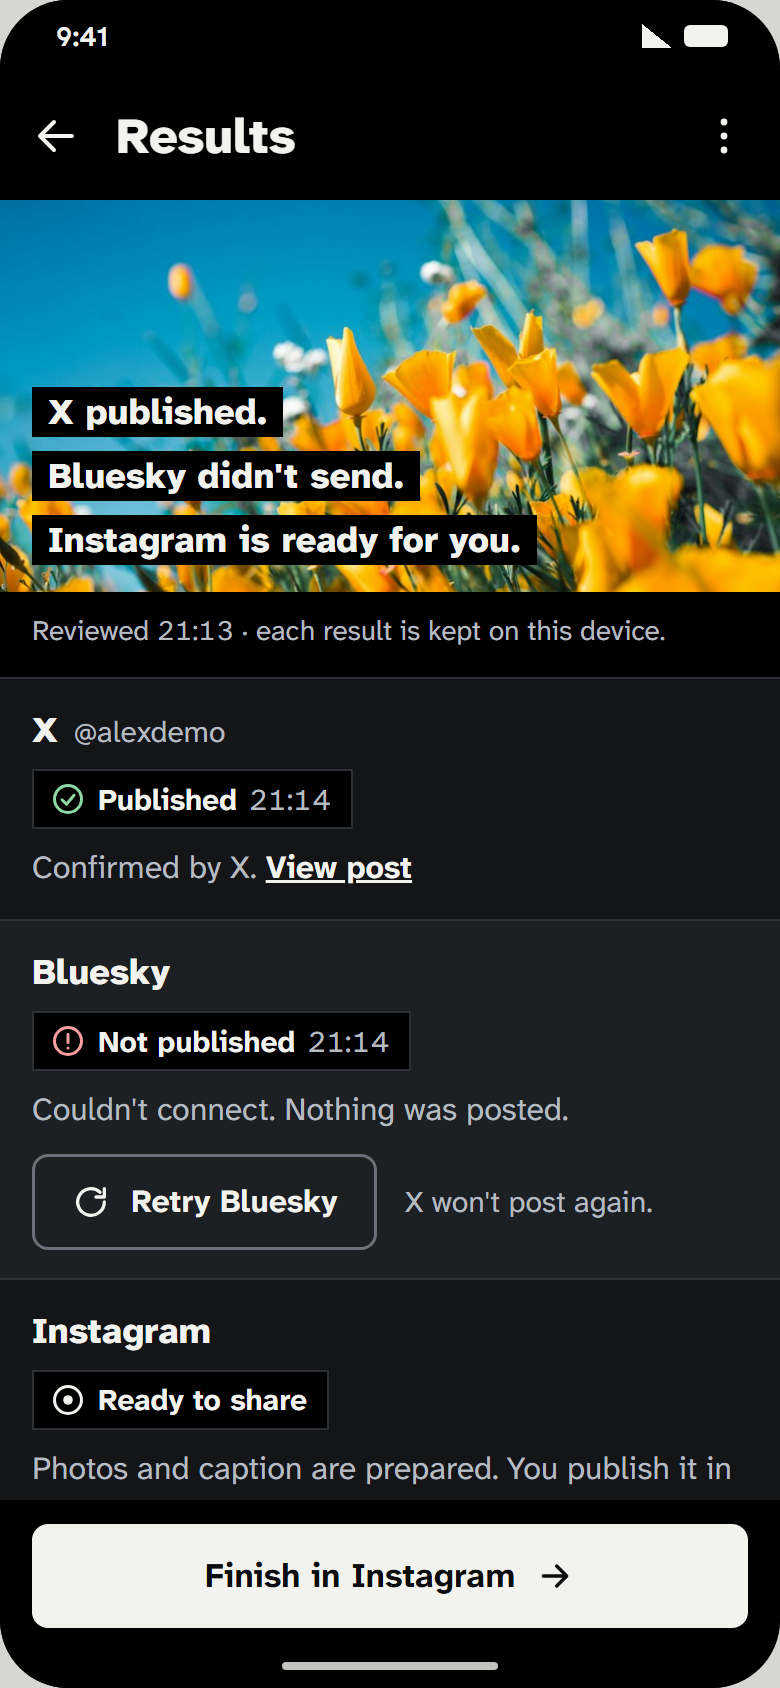 9:41
Results
X published.
Bluesky didn't send.
Instagram is ready for you.
Reviewed 21:13 · each result is kept on this device.
X @alexdemo
Published 21:14
Confirmed by X. View post
Bluesky
Not published 21:14
Couldn't connect. Nothing was posted.
Retry Bluesky X won't post again.
Instagram
Ready to share
Photos and caption are prepared. You publish it in
Finish in Instagram